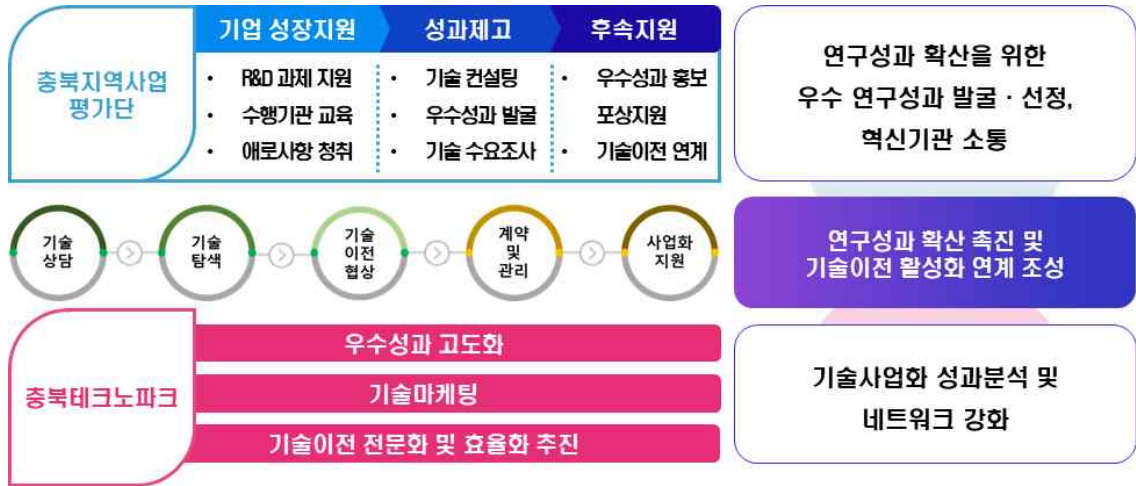 충북지역사업
평가단
기업 성장지원
성과제고
후속지원
• R&D 과제 지원
• 수행기관 교육
• 애로사항 청취
• 기술 컨설팅
• 우수성과 발굴
• 기술 수요조사
• 우수성과 홍보
포상지원
• 기술이전 연계
연구성과 확산을 위한
우수 연구성과 발굴 · 선정,
혁신기관 소통
기술
상담
기술
탐색
기술
이전
협상
계약
및
관리
사업화
지원
연구성과 확산 촉진 및
기술이전 활성화 연계 조성
충북테크노파크
우수성과 고도화
기술마케팅
기술이전 전문화 및 효율화 추진
기술사업화 성과분석 및
네트워크 강화